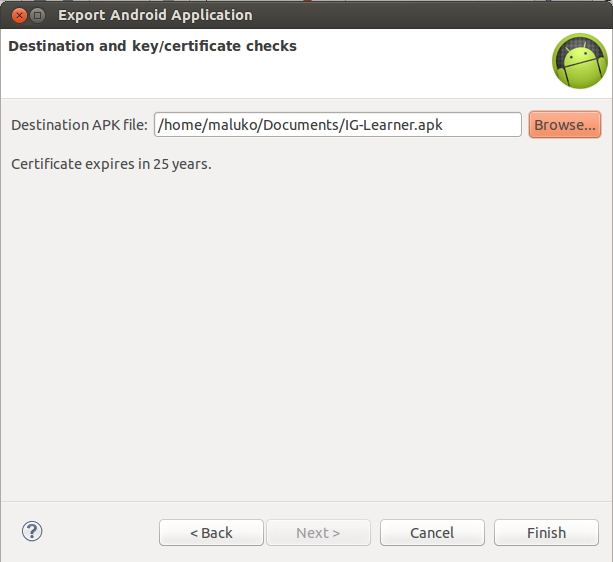 Export Android Application
Destination and key/certificate checks
Destination APK file: /home/maluko/Documents/IG-Learner.apk Browse...
Certificate expires in 25 years.
? < Back Next > Cancel Finish